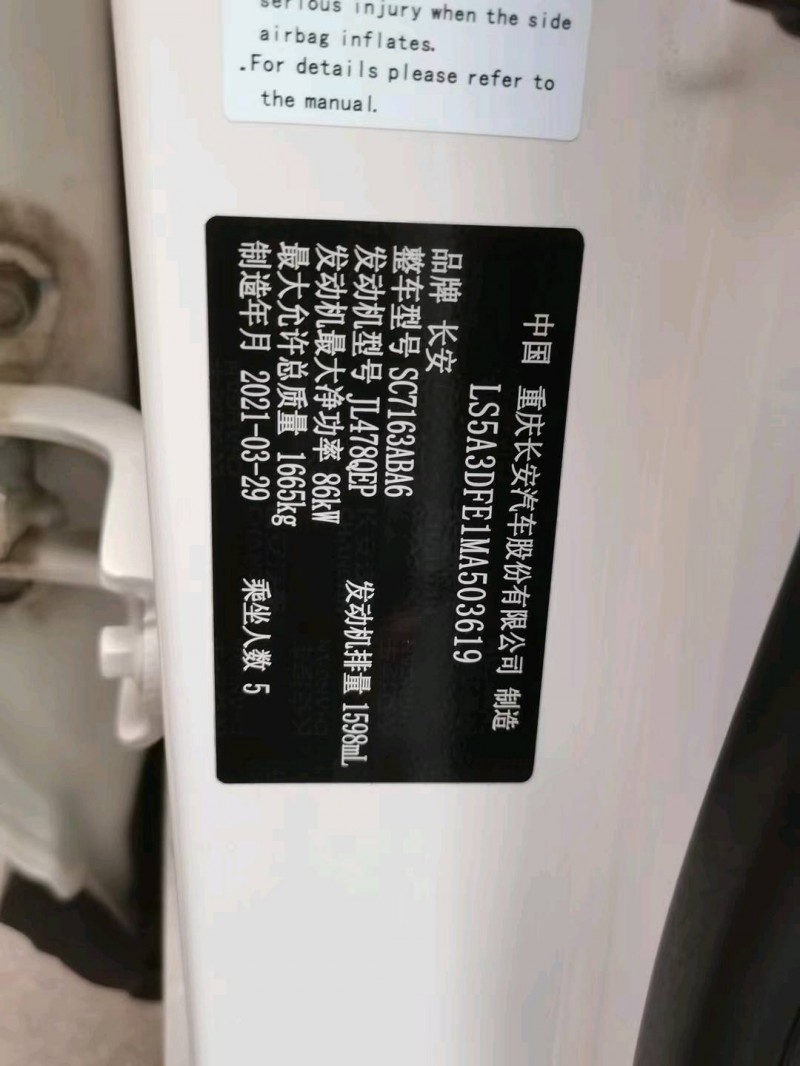 serious injury when the side
airbag inflates.
.For details please refer to
the manual.
中国 重庆长安汽车股份有限公司 制造
LS5A3DFE1MA503619
品牌 长安
整车型号 SC7163ABA6
发动机型号 JL478QEP 发动机排量 1598mL
发动机最大净功率 86kW
最大允许总质量 1665kg
制造年月 2021-03-29 乘坐人数 5